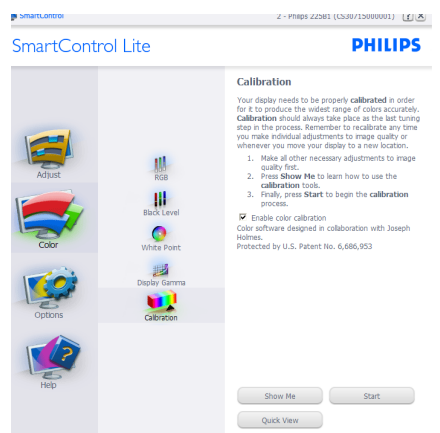 SmartControl
2 - Philips 225B1 (CS30715000001)
SmartControl Lite
PHILIPS
Adjust
Color
Options
Help
RGB
Black Level
White Point
Display Gamma
Calibration
Calibration
Your display needs to be properly calibrated in order
for it to produce the widest range of colors accurately.
Calibration should always take place as the last tuning
step in the process. Remember to recalibrate any time
you make individual adjustments to image quality or
whenever you move your display to a new location.
1. Make all other necessary adjustments to image
quality first.
2. Press Show Me to learn how to use the
calibration tools.
3. Finally, press Start to begin the calibration
process.
Enable color calibration
Color software designed in collaboration with Joseph
Holmes.
Protected by U.S. Patent No. 6,686,953
Show Me
Start
Quick View